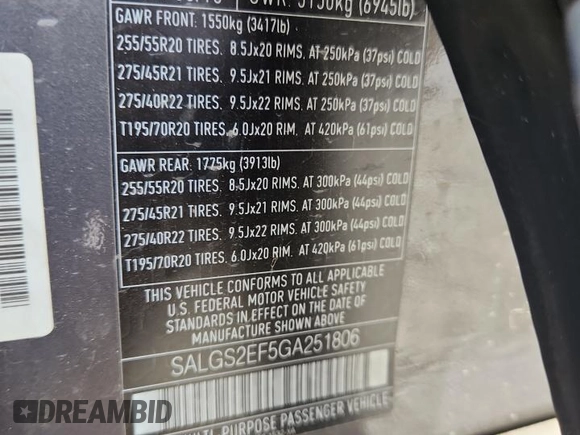 GVWR: 3150kg (6945lb)
GAWR FRONT: 1550kg (3417lb)
255/55R20 TIRES. 8.5Jx20 RIMS. AT 250kPa (37psi) COLD
275/45R21 TIRES. 9.5Jx21 RIMS. AT 250kPa (37psi) COLD
275/40R22 TIRES. 9.5Jx22 RIMS. AT 250kPa (37psi) COLD
T195/70R20 TIRES. 6.0Jx20 RIM. AT 420kPa (61psi) COLD
GAWR REAR: 1775kg (3913lb)
255/55R20 TIRES. 8.5Jx20 RIMS. AT 300kPa (44psi) COLD
275/45R21 TIRES. 9.5Jx21 RIMS. AT 300kPa (44psi) COLD
275/40R22 TIRES. 9.5Jx22 RIMS. AT 300kPa (44psi) COLD
T195/70R20 TIRES. 6.0Jx20 RIM. AT 420kPa (61psi) COLD
THIS VEHICLE CONFORMS TO ALL APPLICABLE
U.S. FEDERAL MOTOR VEHICLE SAFETY
STANDARDS IN EFFECT ON THE DATE OF
MANUFACTURE SHOWN ABOVE.
SALGS2EF5GA251806
MULTI-PURPOSE PASSENGER VEHICLE
DREAMBID